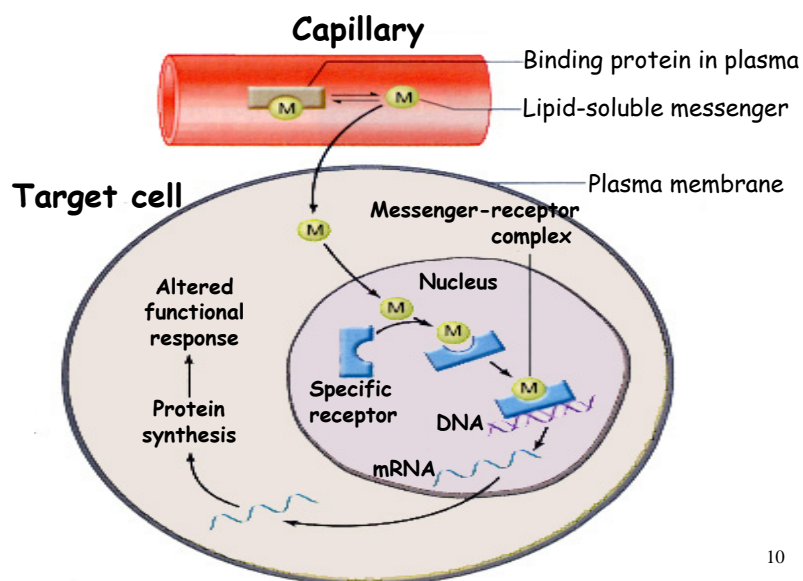 Capillary
Binding protein in plasma
M
M
Lipid-soluble messenger
Plasma membrane
Target cell
Messenger-receptor
complex
M
Nucleus
Altered
functional
response
M
M
Specific
receptor
M
DNA
Protein
synthesis
mRNA
10